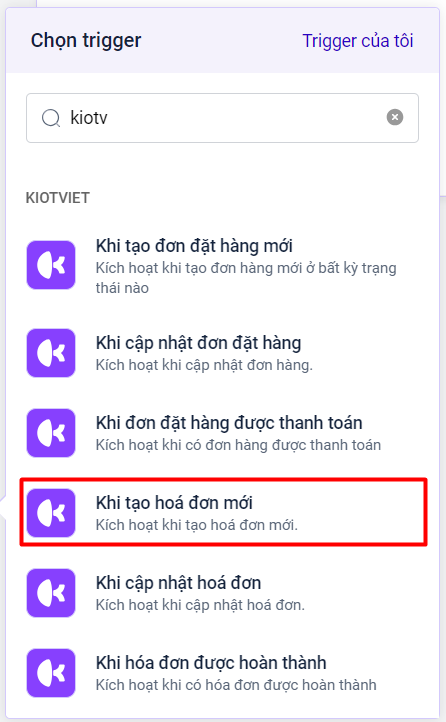 Chọn trigger
Trigger của tôi
kiotv
KIOTVIET
Khi tạo đơn đặt hàng mới
Kích hoạt khi tạo đơn hàng mới ở bất kỳ trạng
thái nào
Khi cập nhật đơn đặt hàng
Kích hoạt khi cập nhật đơn hàng.
Khi đơn đặt hàng được thanh toán
Kích hoạt khi có đơn hàng được thanh toán
Khi tạo hoá đơn mới
Kích hoạt khi tạo hoá đơn mới.
Khi cập nhật hoá đơn
Kích hoạt khi cập nhật hoá đơn.
Khi hóa đơn được hoàn thành
Kích hoạt khi có hóa đơn được hoàn thành